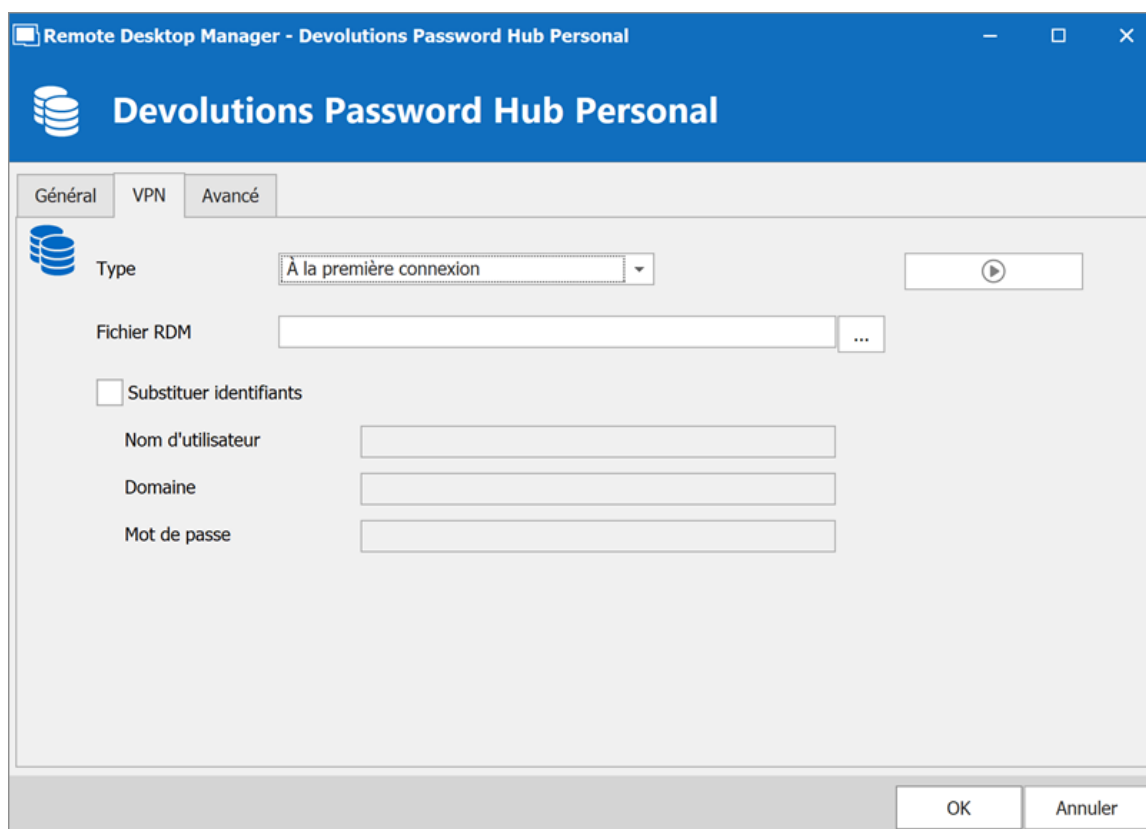 Remote Desktop Manager - Devolutions Password Hub Personal
Devolutions Password Hub Personal
Général VPN Avancé
Type À la première connexion
Fichier RDM ...
Substituer identifiants
Nom d'utilisateur
Domaine
Mot de passe
OK Annuler